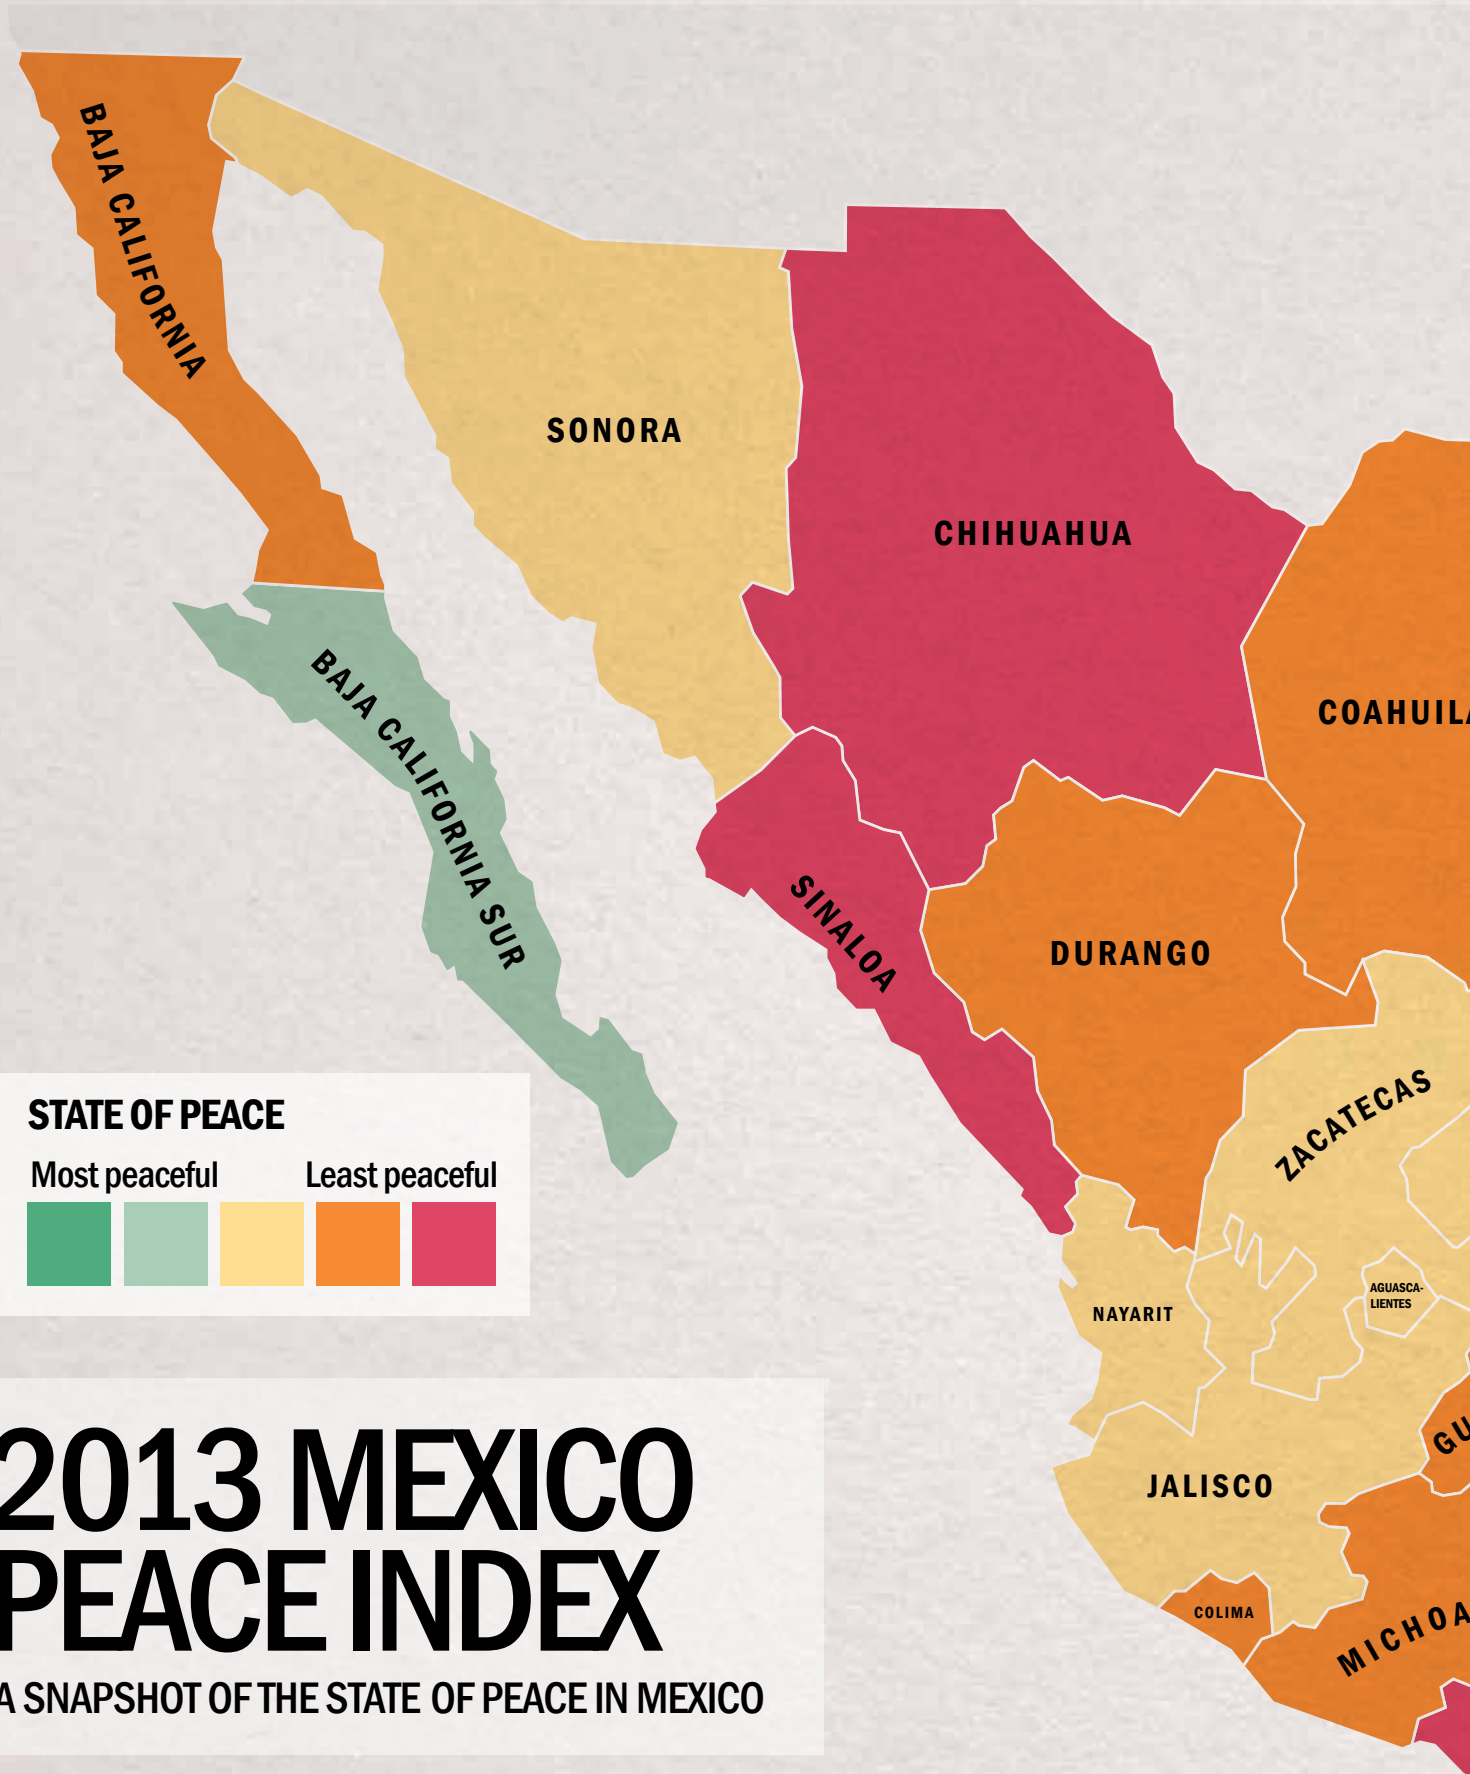 BAJA CALIFORNIA
SONORA
CHIHUAHUA
COAHUILA
BAJA CALIFORNIA SUR
SINALOA
DURANGO
ZACATECAS
STATE OF PEACE
Most peaceful Least peaceful
AGUASCA-
LIENTES
NAYARIT
GU
JALISCO
COLIMA
MICHOA
2013 MEXICO
PEACE INDEX
A SNAPSHOT OF THE STATE OF PEACE IN MEXICO